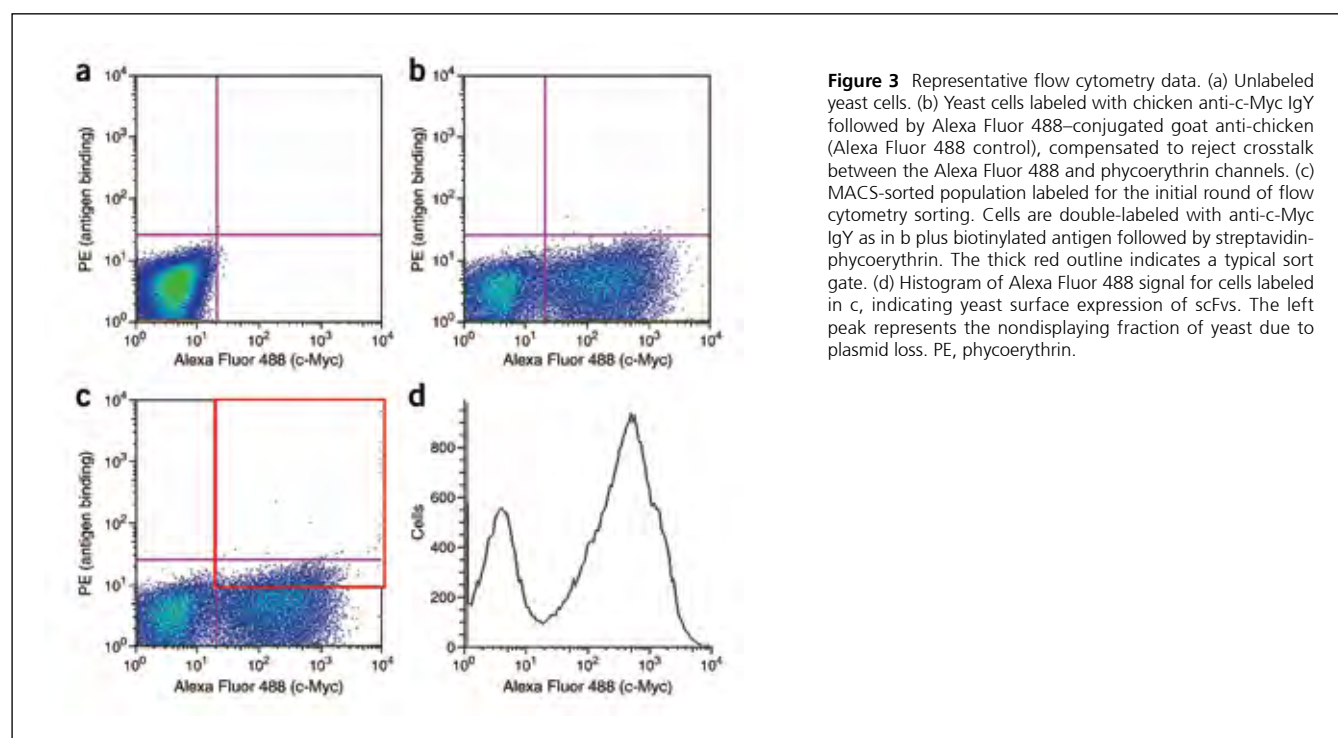 a
10⁴
10³
10²
10¹
10⁰
PE (antigen binding)
10⁰ 10¹ 10² 10³ 10⁴
Alexa Fluor 488 (c-Myc)
b
10⁴
10³
10²
10¹
10⁰
PE (antigen binding)
10⁰ 10¹ 10² 10³ 10⁴
Alexa Fluor 488 (c-Myc)
c
10⁴
10³
10²
10¹
10⁰
PE (antigen binding)
10⁰ 10¹ 10² 10³ 10⁴
Alexa Fluor 488 (c-Myc)
d
800
600
400
200
0
Cells
10⁰ 10¹ 10² 10³ 10⁴
Alexa Fluor 488 (c-Myc)
Figure 3 Representative flow cytometry data. (a) Unlabeled
yeast cells. (b) Yeast cells labeled with chicken anti-c-Myc IgY
followed by Alexa Fluor 488–conjugated goat anti-chicken
(Alexa Fluor 488 control), compensated to reject crosstalk
between the Alexa Fluor 488 and phycoerythrin channels. (c)
MACS-sorted population labeled for the initial round of flow
cytometry sorting. Cells are double-labeled with anti-c-Myc
IgY as in b plus biotinylated antigen followed by streptavidin-
phycoerythrin. The thick red outline indicates a typical sort
gate. (d) Histogram of Alexa Fluor 488 signal for cells labeled
in c, indicating yeast surface expression of scFvs. The left
peak represents the nondisplaying fraction of yeast due to
plasmid loss. PE, phycoerythrin.